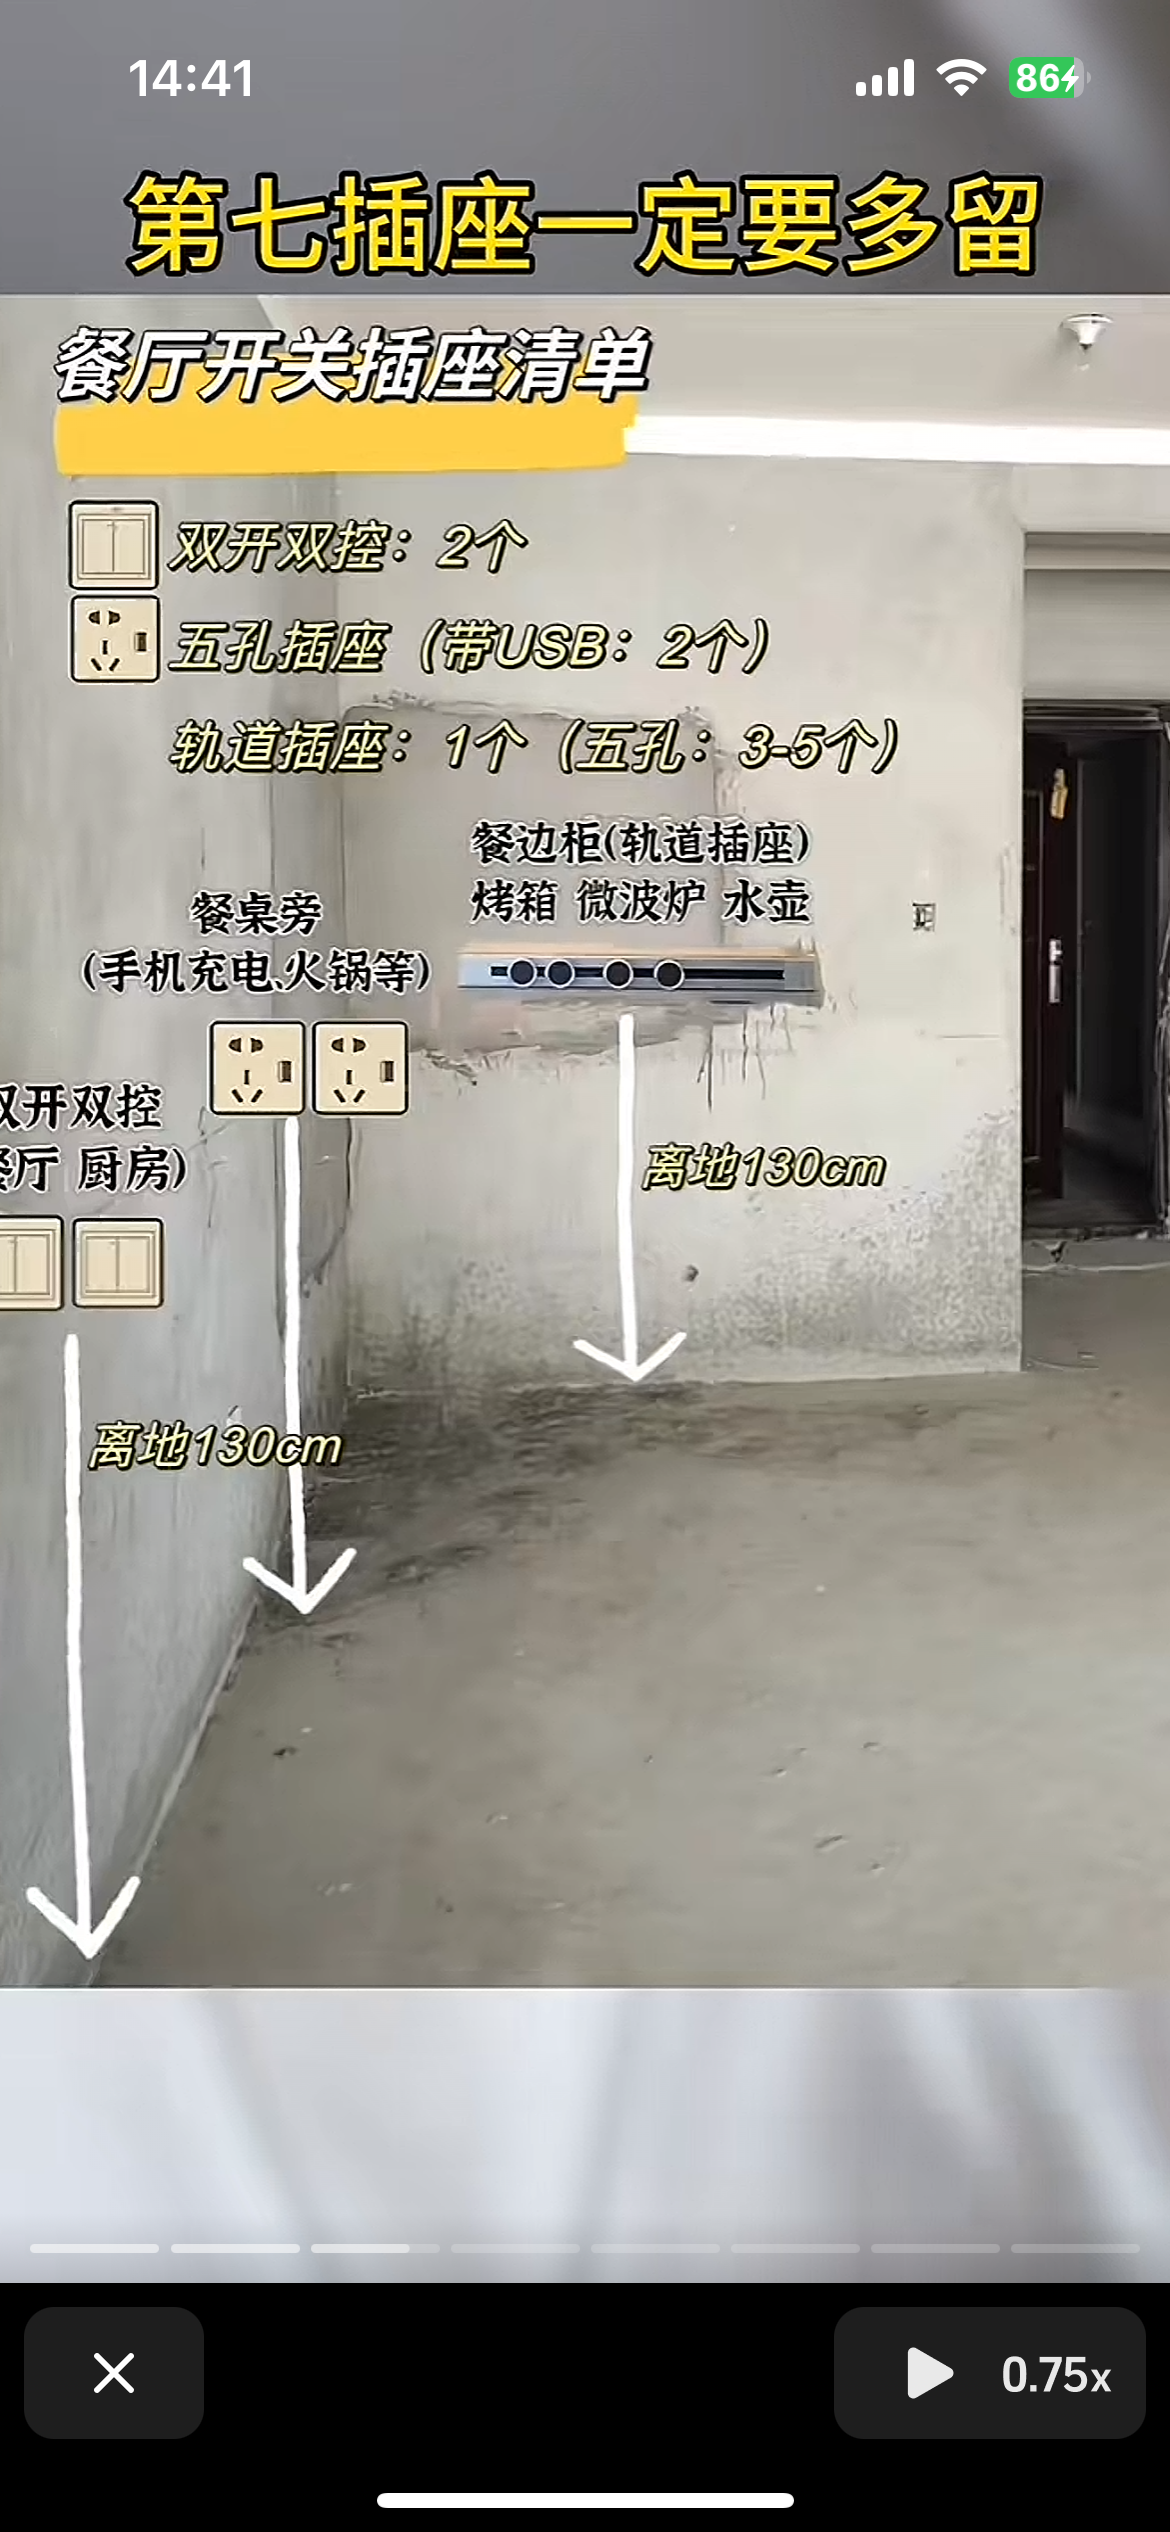 14:41
86
第七插座一定要多留
餐厅开关插座清单
双开双控：2个
五孔插座（带USB：2个）
轨道插座：1个（五孔：3-5个）
餐边柜(轨道插座)
烤箱 微波炉 水壶
餐桌旁
(手机充电、火锅等)
双开双控
餐厅 厨房)
离地130cm
离地130cm
0.75x